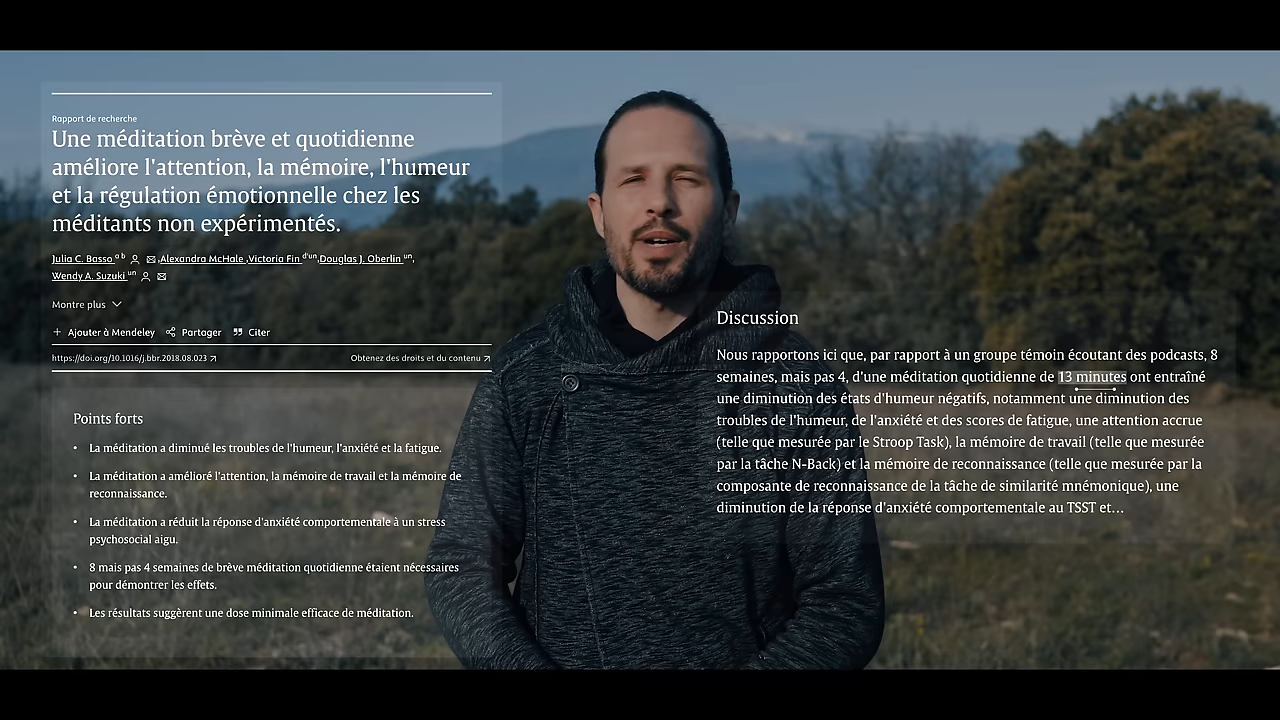 Rapport de recherche
Une méditation brève et quotidienne
améliore l'attention, la mémoire, l'humeur
et la régulation émotionnelle chez les
méditants non expérimentés.
Julia C. Basso a b , Alexandra McHale , Victoria Fin d'un , Douglas J. Oberlin un ,
Wendy A. Suzuki un
Montre plus
+ Ajouter à Mendeley Partager Citer
https://doi.org/10.1016/j.bbr.2018.08.023 Obtenez des droits et du contenu
Points forts
• La méditation a diminué les troubles de l'humeur, l'anxiété et la fatigue.
• La méditation a amélioré l'attention, la mémoire de travail et la mémoire de
reconnaissance.
• La méditation a réduit la réponse d'anxiété comportementale à un stress
psychosocial aigu.
• 8 mais pas 4 semaines de brève méditation quotidienne étaient nécessaires
pour démontrer les effets.
• Les résultats suggèrent une dose minimale efficace de méditation.
Discussion
Nous rapportons ici que, par rapport à un groupe témoin écoutant des podcasts, 8
semaines, mais pas 4, d'une méditation quotidienne de 13 minutes ont entraîné
une diminution des états d'humeur négatifs, notamment une diminution des
troubles de l'humeur, de l'anxiété et des scores de fatigue, une attention accrue
(telle que mesurée par le Stroop Task), la mémoire de travail (telle que mesurée
par la tâche N-Back) et la mémoire de reconnaissance (telle que mesurée par la
composante de reconnaissance de la tâche de similarité mnémonique), une
diminution de la réponse d'anxiété comportementale au TSST et...